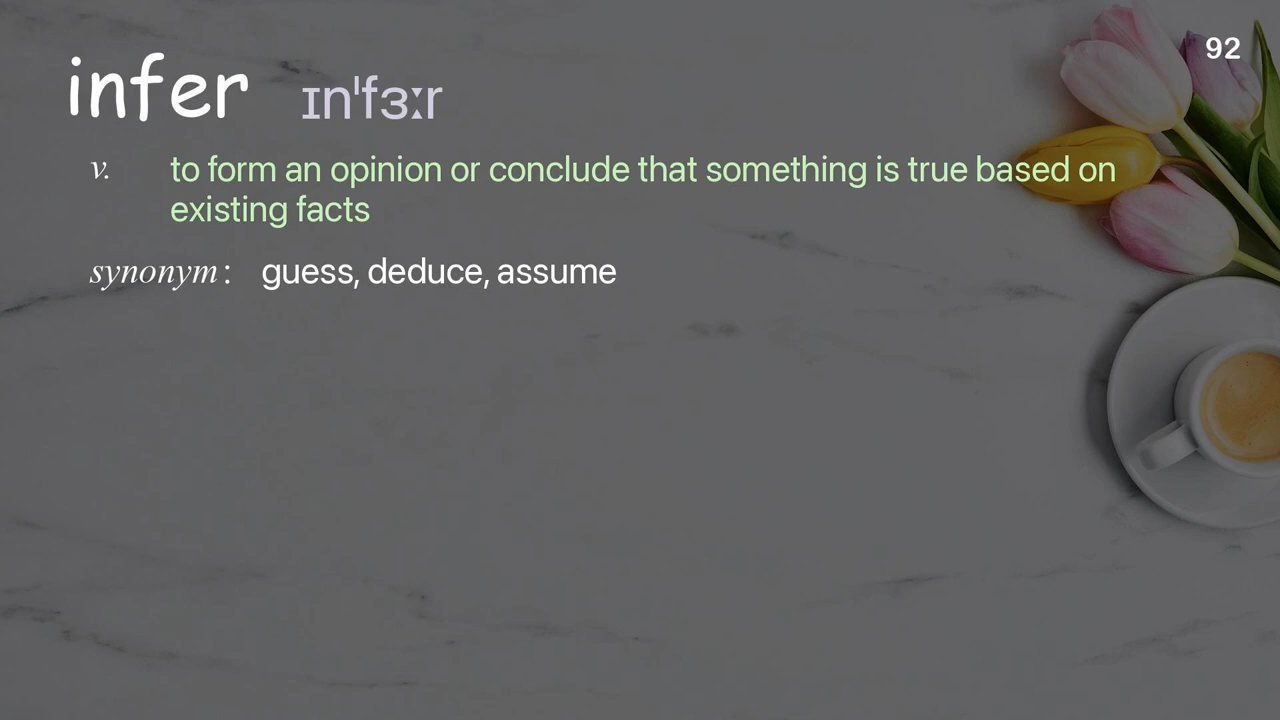 92
infer ɪnˈfɜːr
v. to form an opinion or conclude that something is true based on
existing facts
synonym : guess, deduce, assume